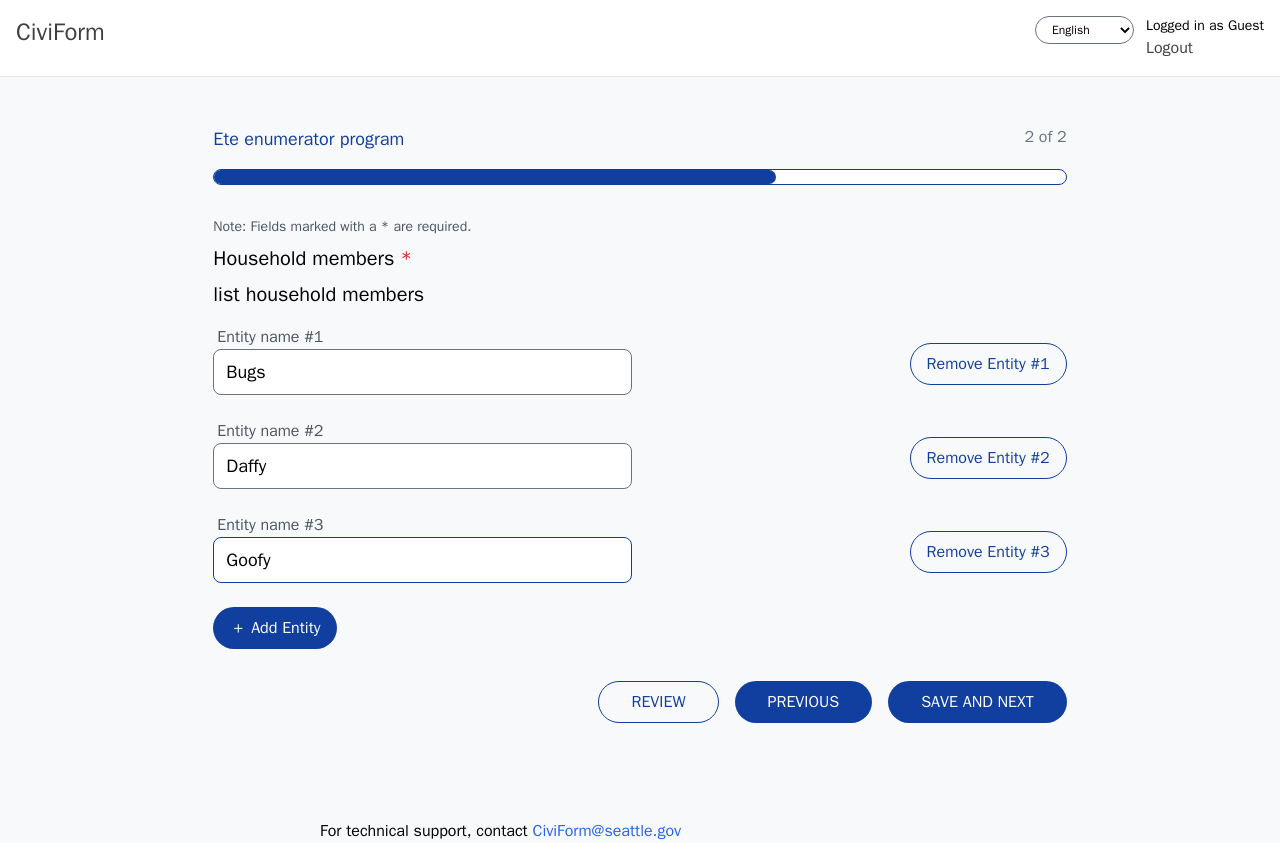 CiviForm
English
Logged in as Guest
Logout
Ete enumerator program
2 of 2
Note: Fields marked with a * are required.
Household members *
list household members
Entity name #1
Bugs
Remove Entity #1
Entity name #2
Daffy
Remove Entity #2
Entity name #3
Goofy
Remove Entity #3
+ Add Entity
REVIEW
PREVIOUS
SAVE AND NEXT
For technical support, contact CiviForm@seattle.gov